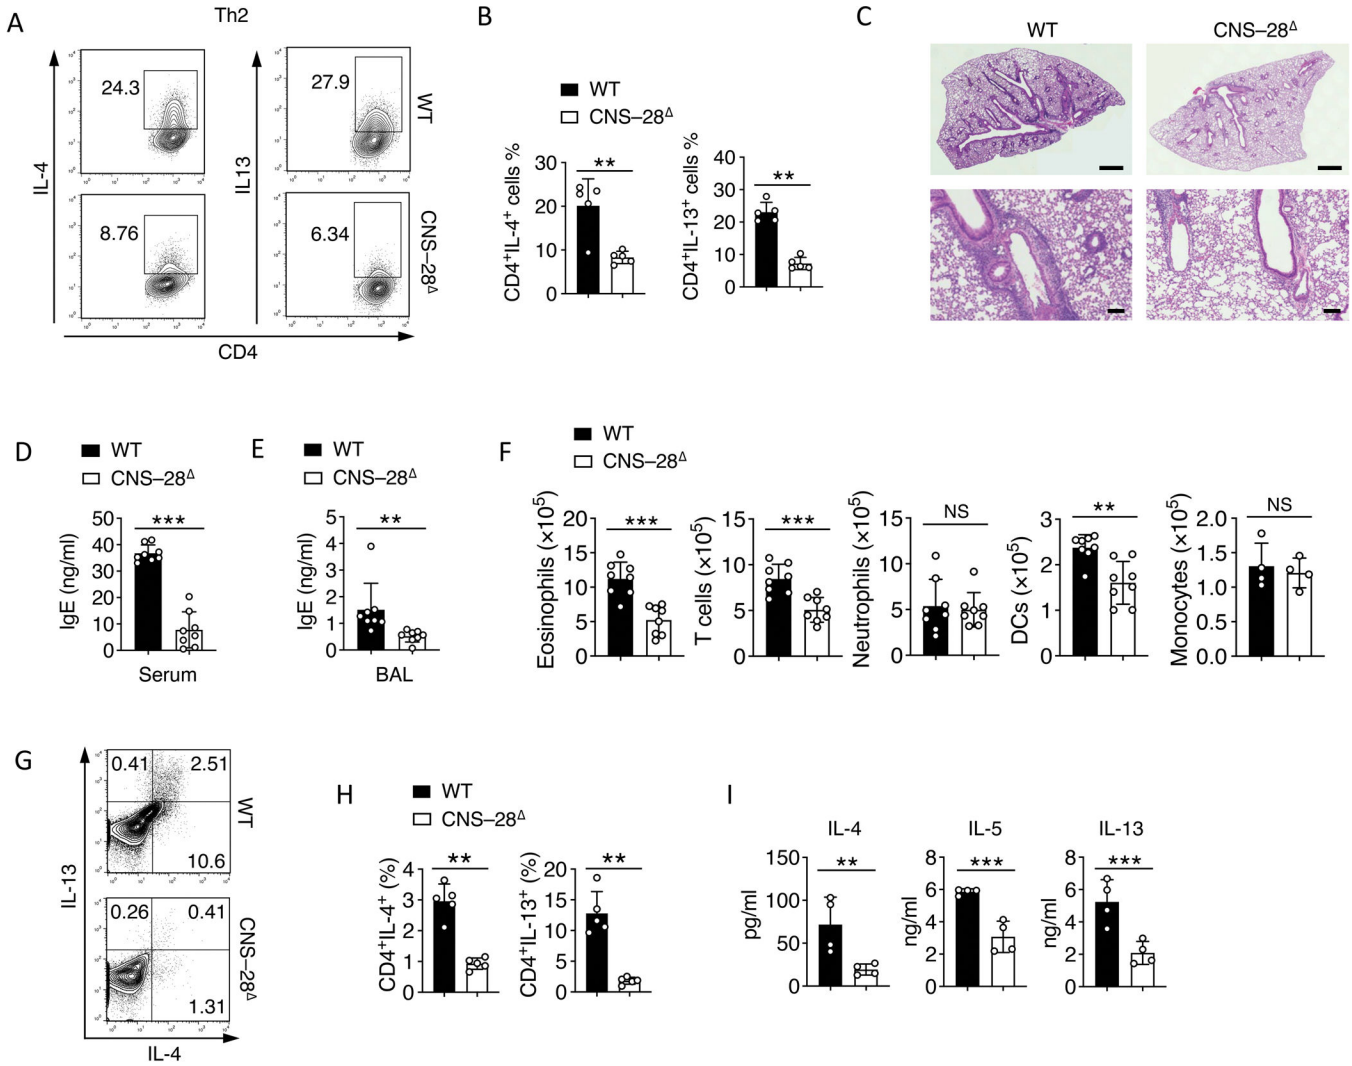 A
Th2
IL-4
24.3
8.76
IL13
27.9
6.34
WT
CNS–28Δ
CD4
B
WT
CNS–28Δ
CD4+IL-4+ cells %
30
20
10
0
**
CD4+IL-13+ cells %
40
30
20
10
0
**
C
WT
CNS–28Δ
D
WT
CNS–28Δ
IgE (ng/ml)
50
40
30
20
10
0
***
Serum
E
WT
CNS–28Δ
IgE (ng/ml)
5
4
3
2
1
0
**
BAL
F
WT
CNS–28Δ
Eosinophils (×10⁵)
20
15
10
5
0
***
T cells (×10⁵)
15
10
5
0
***
Neutrophils (×10⁵)
15
10
5
0
NS
DCs (×10⁵)
3
2
1
0
**
Monocytes (×10⁵)
2.0
1.5
1.0
0.5
0.0
NS
G
IL-13
0.41
2.51
10.6
WT
0.26
0.41
1.31
CNS–28Δ
IL-4
H
WT
CNS–28Δ
CD4+IL-4+ (%)
4
3
2
1
0
**
CD4+IL-13+ (%)
20
15
10
5
0
**
I
IL-4
pg/ml
150
100
50
0
**
IL-5
ng/ml
8
6
4
2
0
***
IL-13
ng/ml
8
6
4
2
0
***